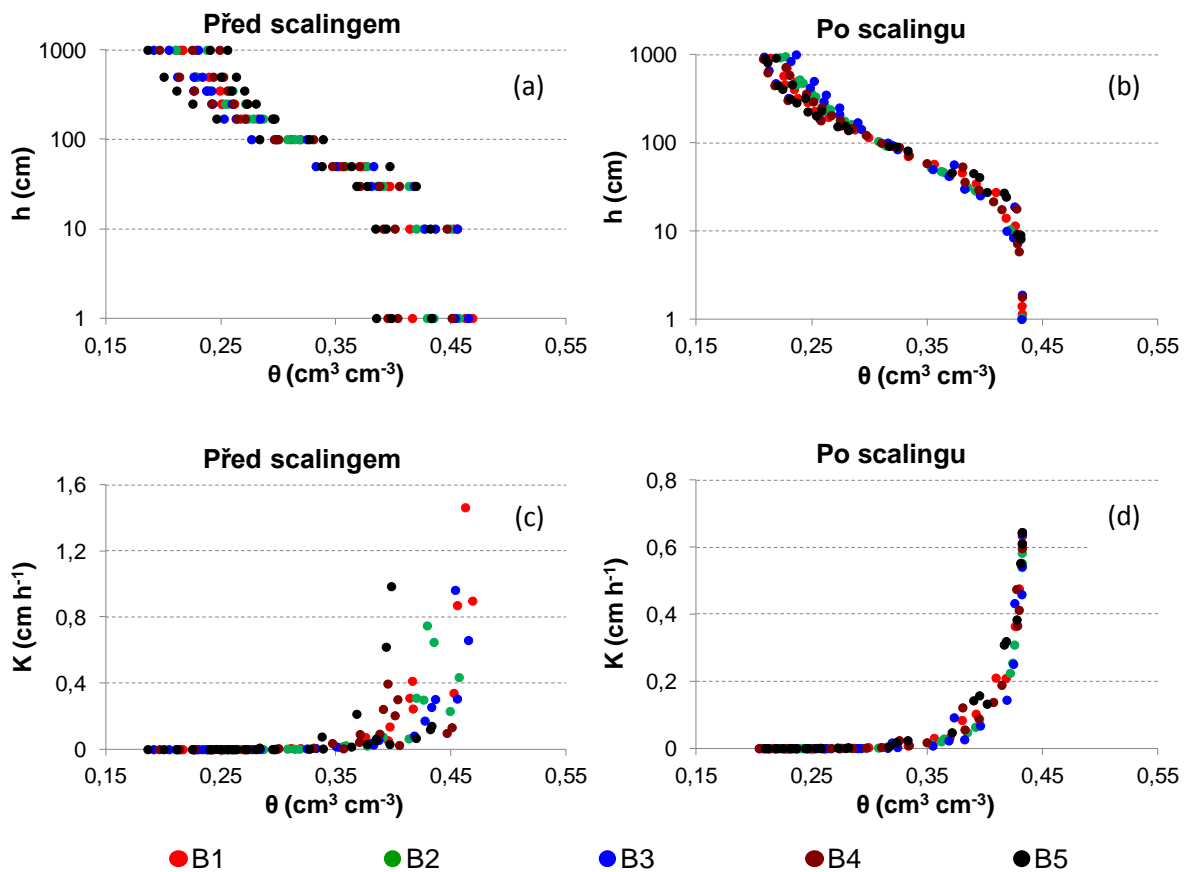 Před scalingem
(a)
h (cm)
1000
100
10
1
0,15 0,25 0,35 0,45 0,55
θ (cm³ cm⁻³)
Po scalingu
(b)
h (cm)
1000
100
10
1
0,15 0,25 0,35 0,45 0,55
θ (cm³ cm⁻³)
Před scalingem
(c)
K (cm h⁻¹)
1,6
1,2
0,8
0,4
0
0,15 0,25 0,35 0,45 0,55
θ (cm³ cm⁻³)
Po scalingu
(d)
K (cm h⁻¹)
0,8
0,6
0,4
0,2
0
0,15 0,25 0,35 0,45 0,55
θ (cm³ cm⁻³)
B1 B2 B3 B4 B5